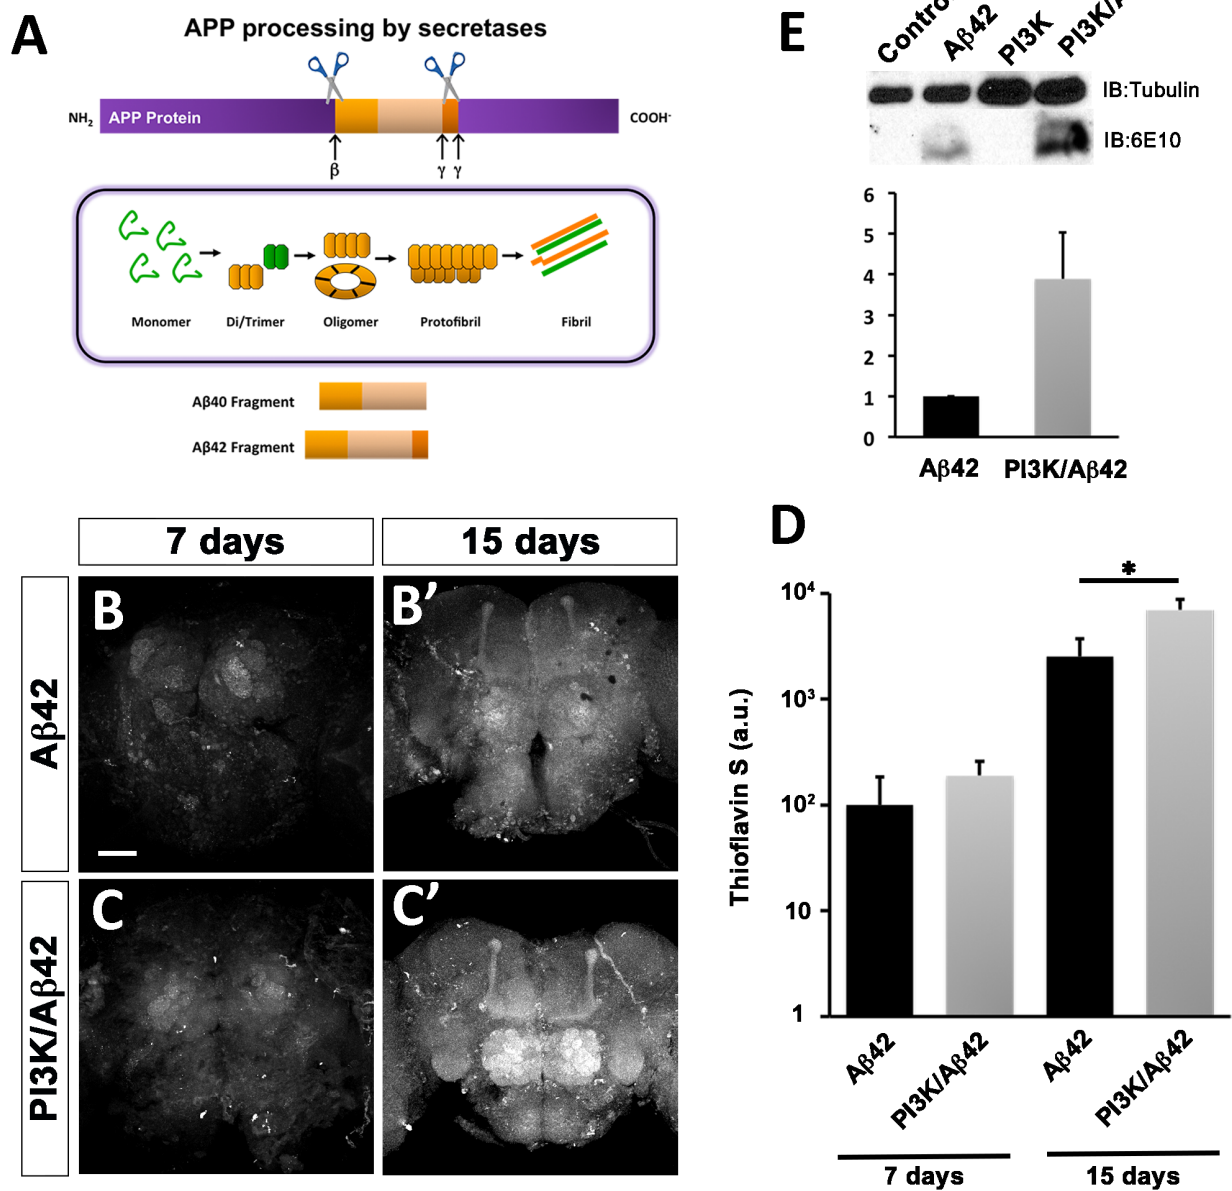 A
APP processing by secretases
NH2
APP Protein
COOH-
β
γ γ
Monomer
Di/Trimer
Oligomer
Protofibril
Fibril
Aβ40 Fragment
Aβ42 Fragment
7 days
15 days
Aβ42
PI3K/Aβ42
B
B’
C
C’
E
Aβ42
PI3K
IB:Tubulin
IB:6E10
6
5
4
3
2
1
0
Aβ42
PI3K/Aβ42
D
*
Thioflavin S (a.u.)
10⁴
10³
10²
10
1
Aβ42
PI3K/Aβ42
Aβ42
PI3K/Aβ42
7 days
15 days